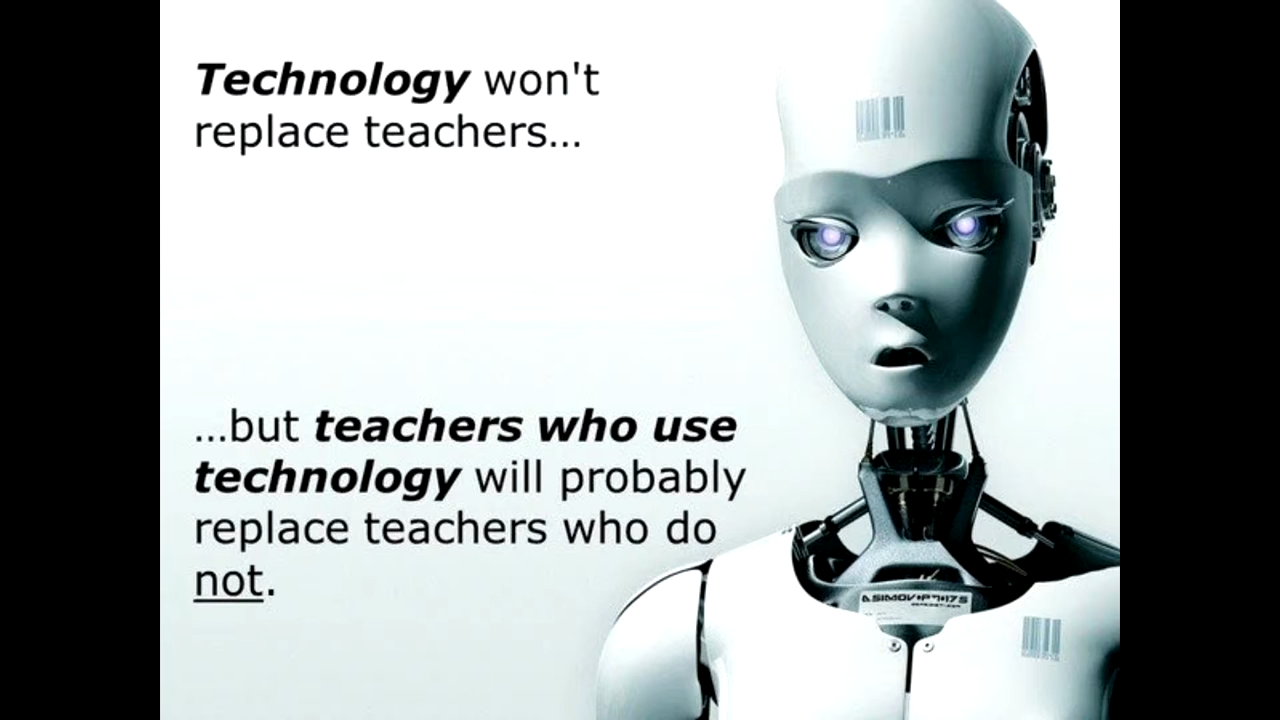 Technology won't
replace teachers…
…but teachers who use
technology will probably
replace teachers who do
not.